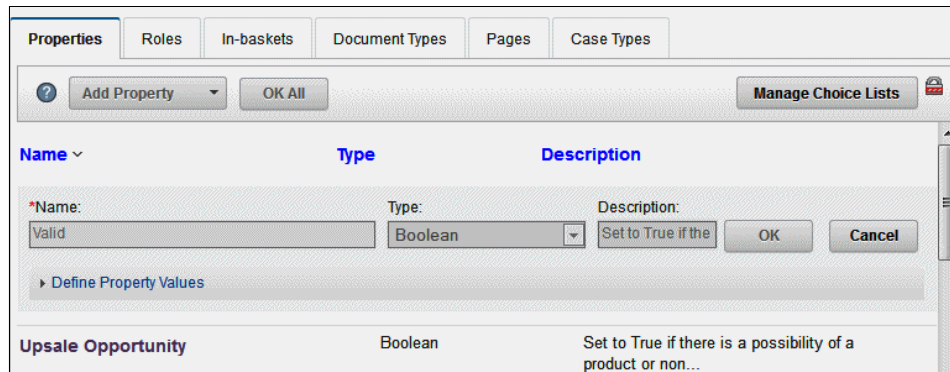 Properties Roles In-baskets Document Types Pages Case Types
? Add Property OK All Manage Choice Lists
Name Type Description
*Name: Type: Description:
Valid Boolean Set to True if the OK Cancel
Define Property Values
Upsale Opportunity Boolean Set to True if there is a possibility of a
product or non...